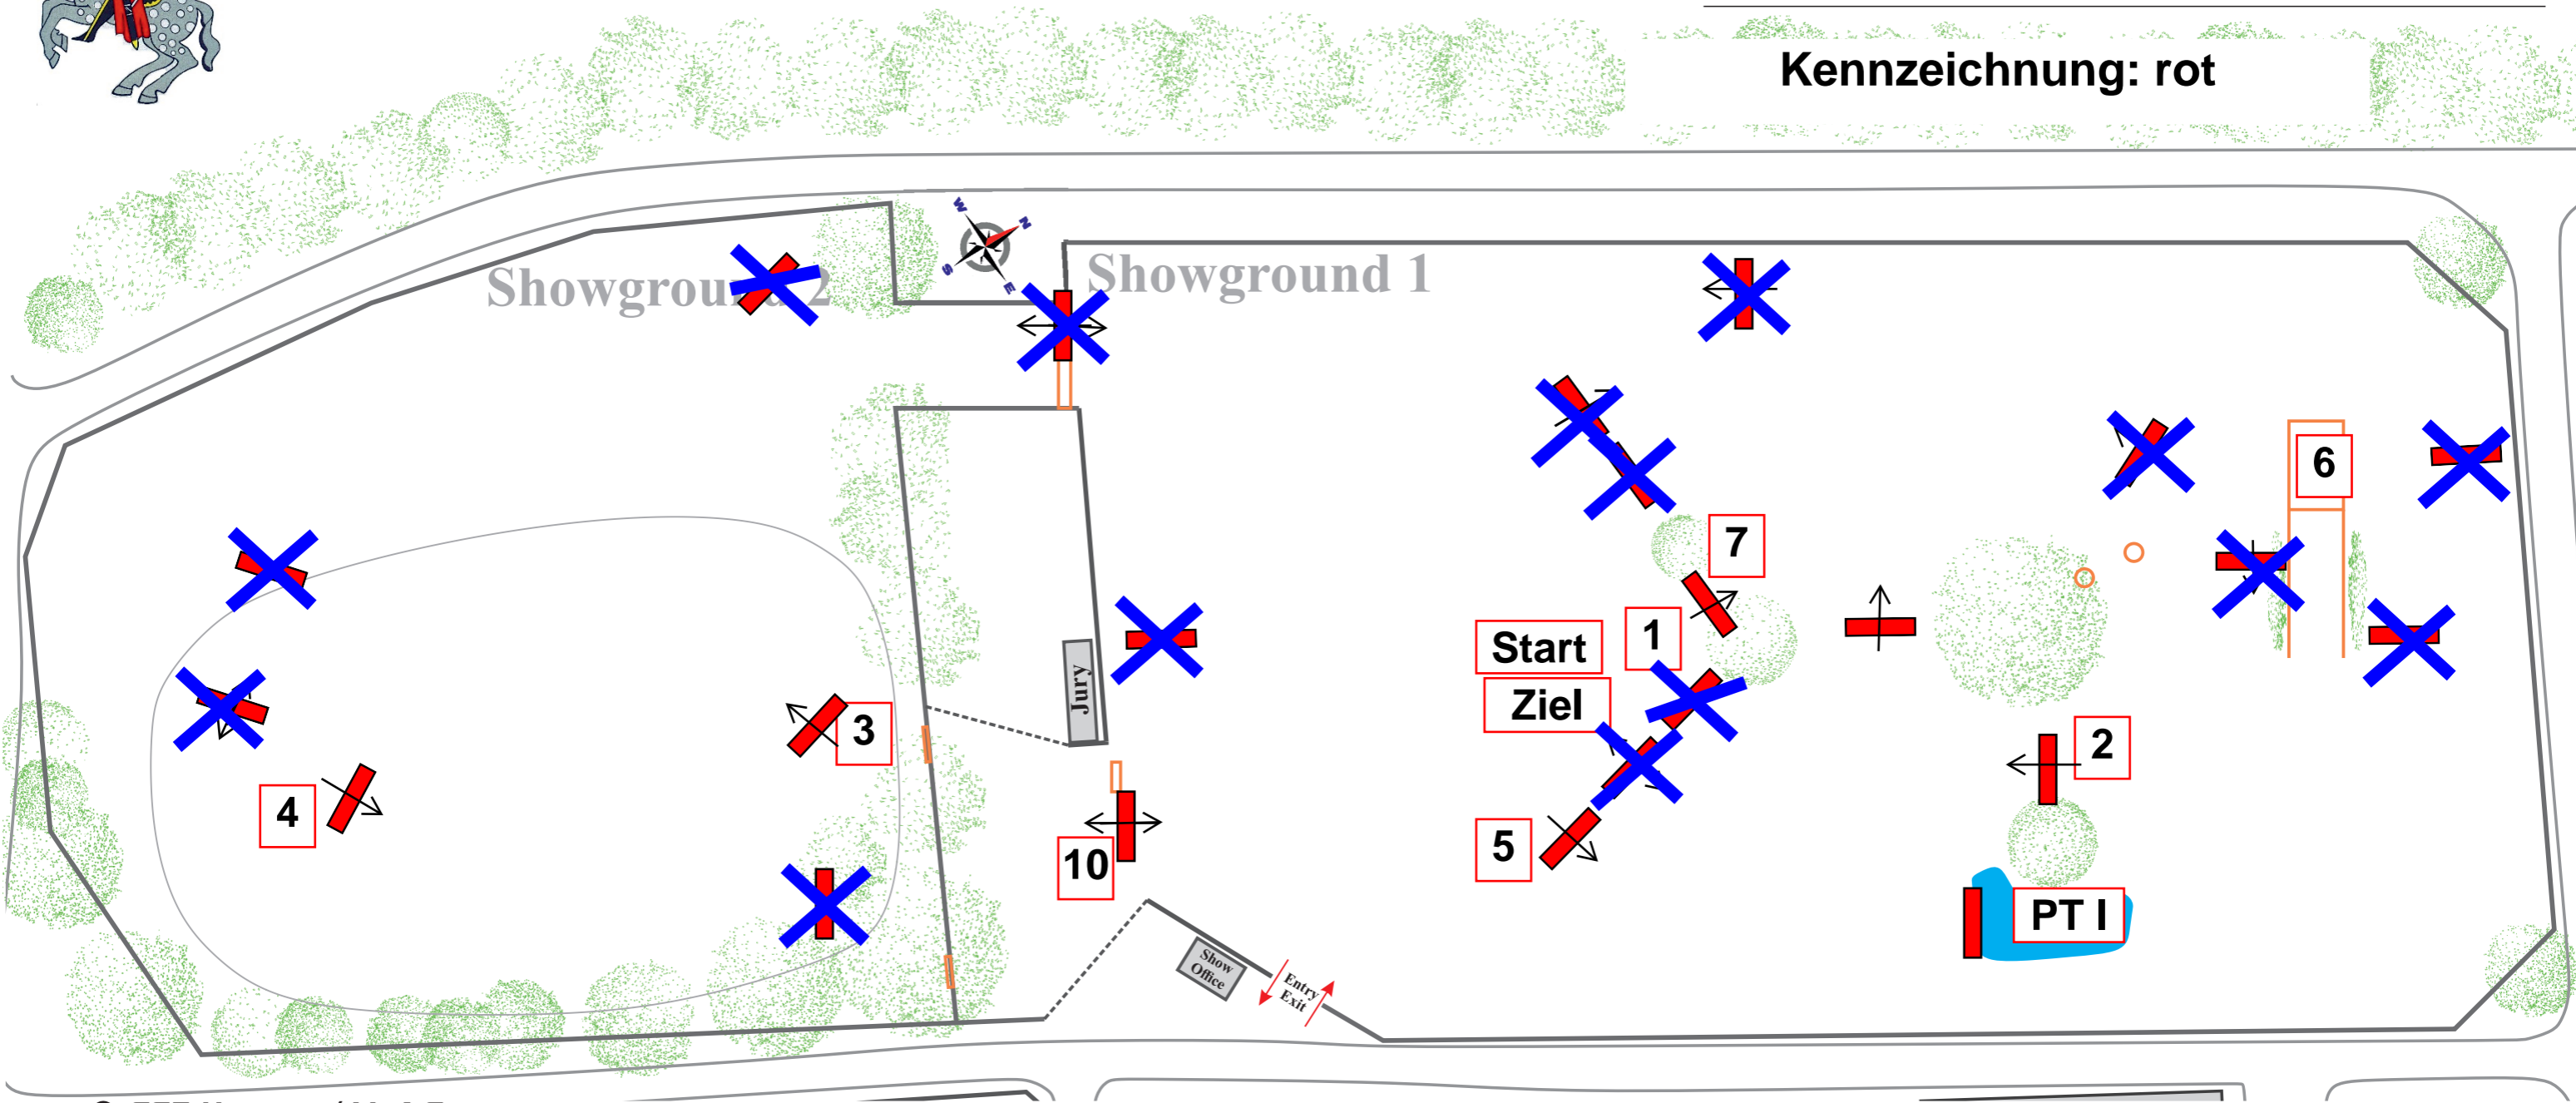 Kennzeichnung: rot
W
N
S
E
Showground 2
Showground 1
6
7
1
Start
Ziel
Jury
3
2
4
5
10
PT I
Show
Office
Entry
Exit